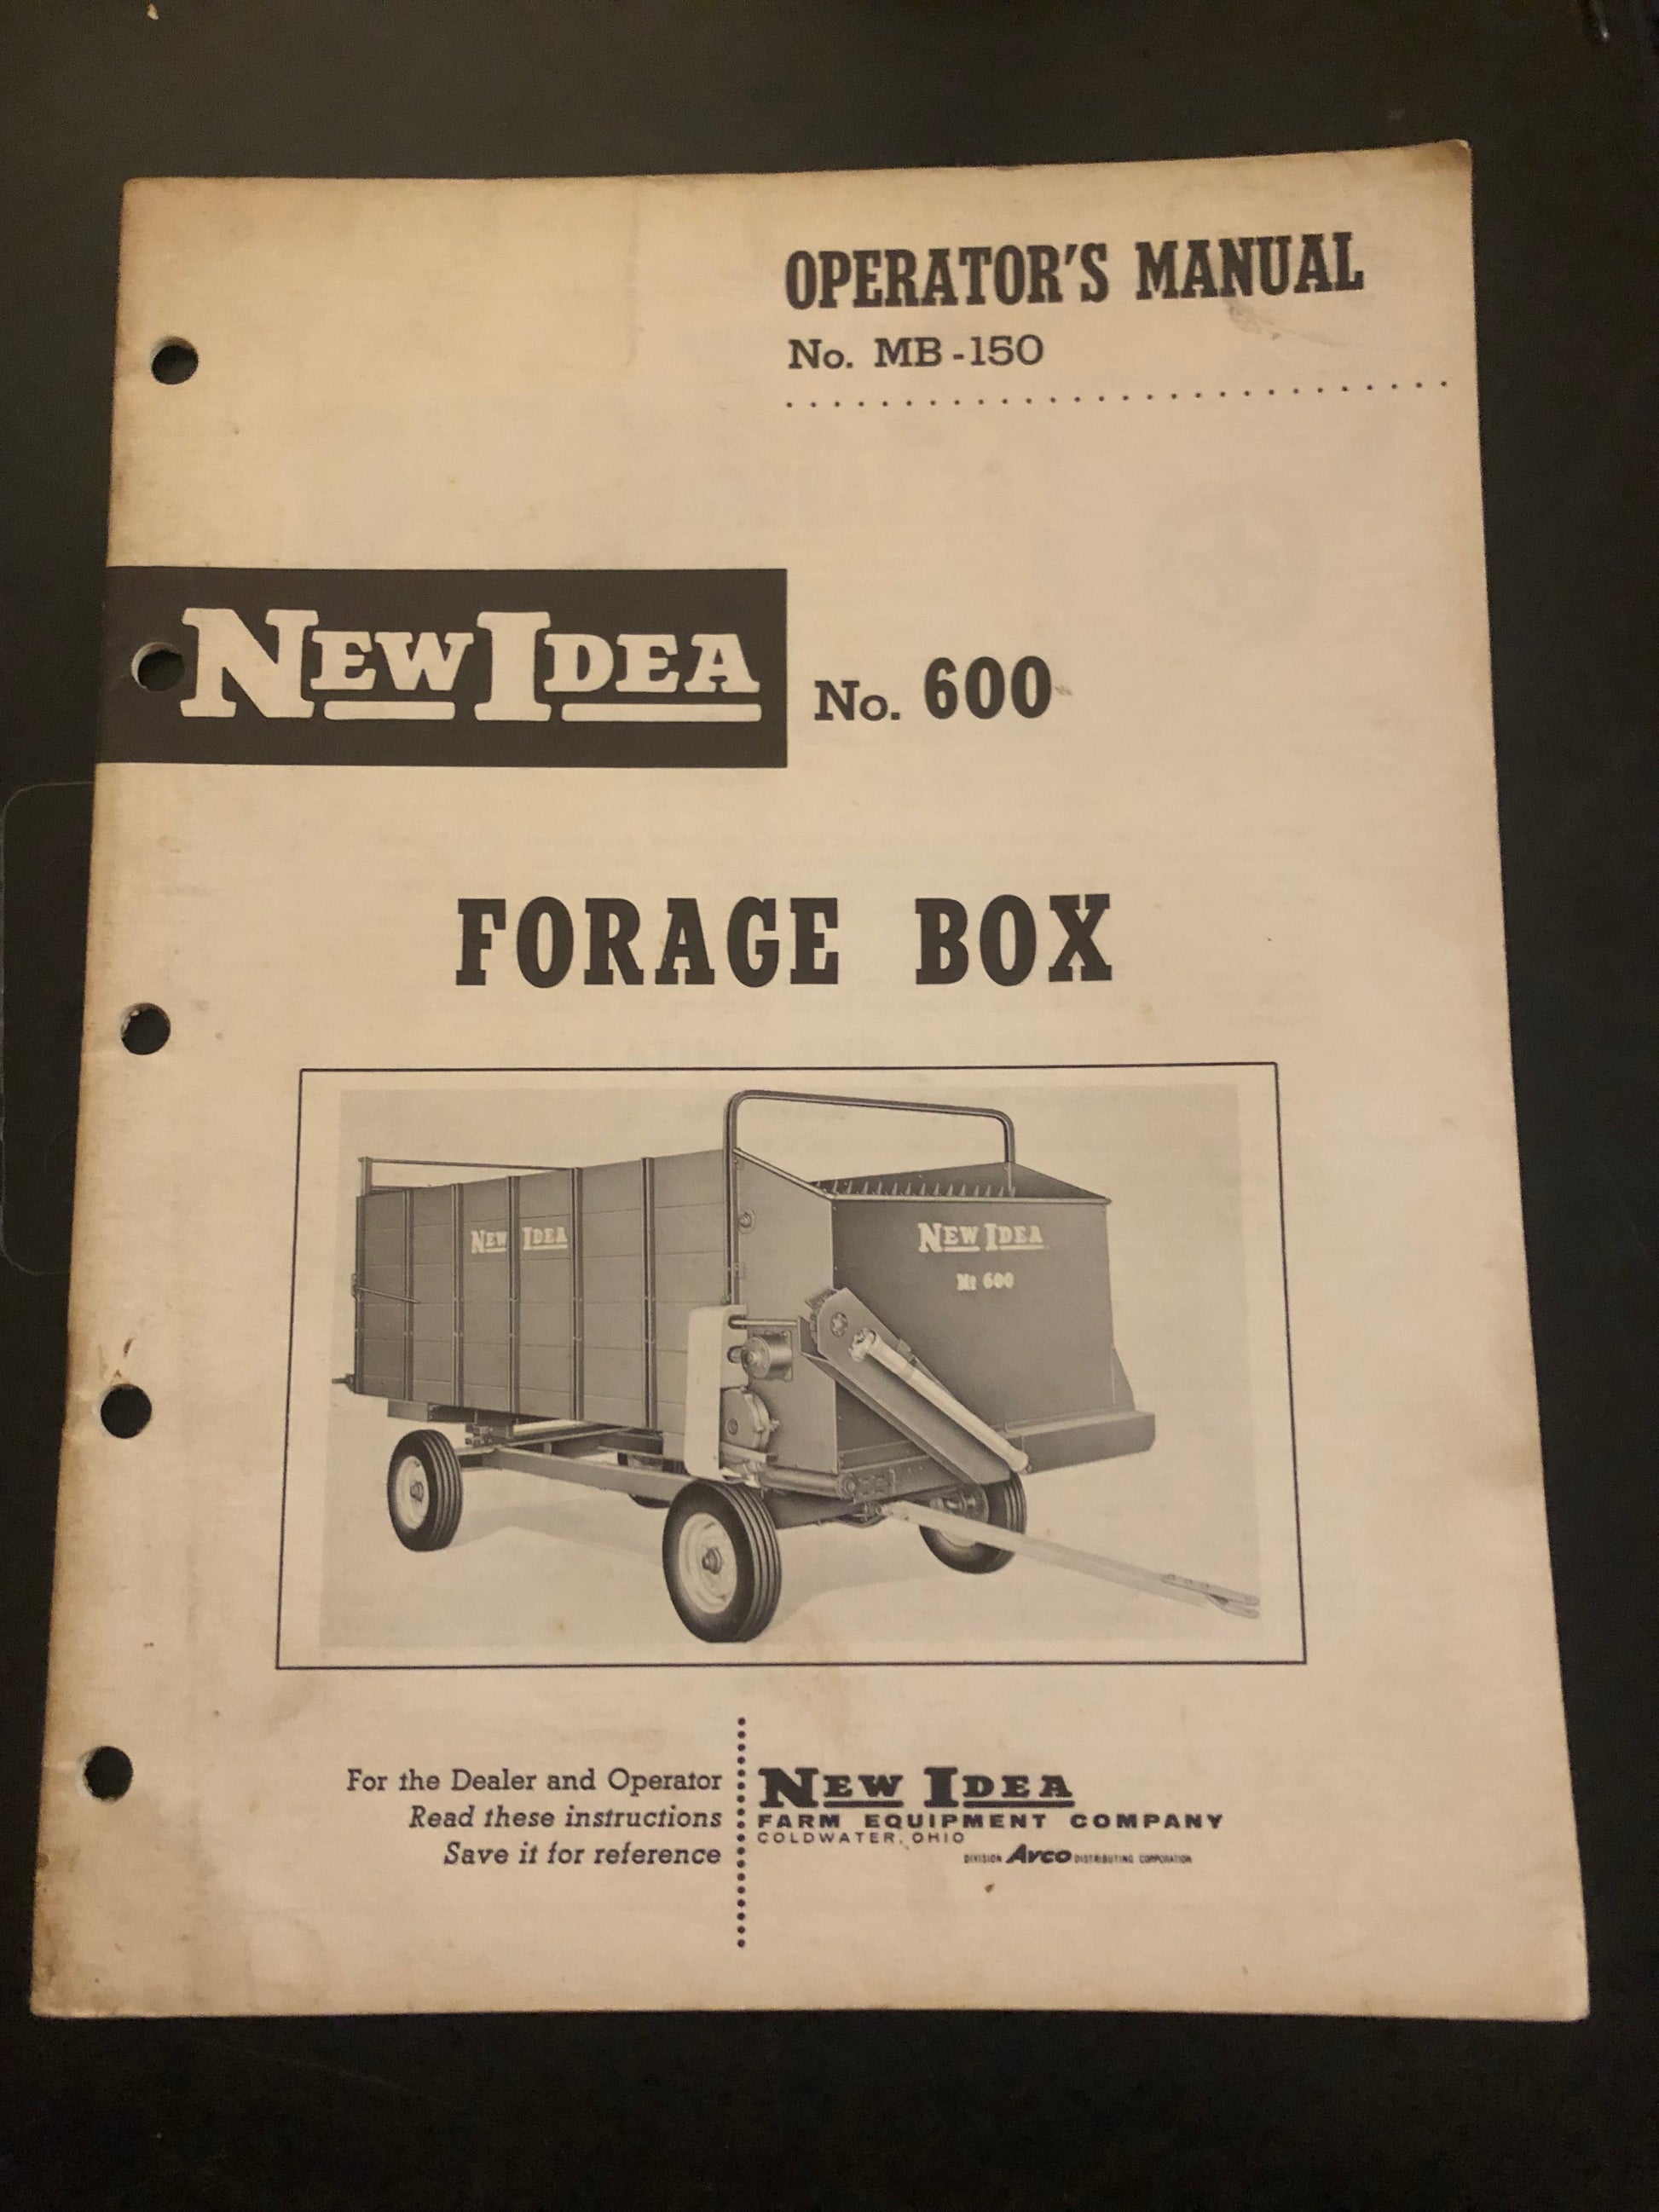 OPERATOR'S MANUAL
No. MB-150
NEW IDEA No. 600
FORAGE BOX
NEW IDEA
NEW IDEA
No 600
For the Dealer and Operator
Read these instructions
Save it for reference
NEW IDEA
FARM EQUIPMENT COMPANY
COLDWATER, OHIO
DIVISION AVCO DISTRIBUTING CORPORATION